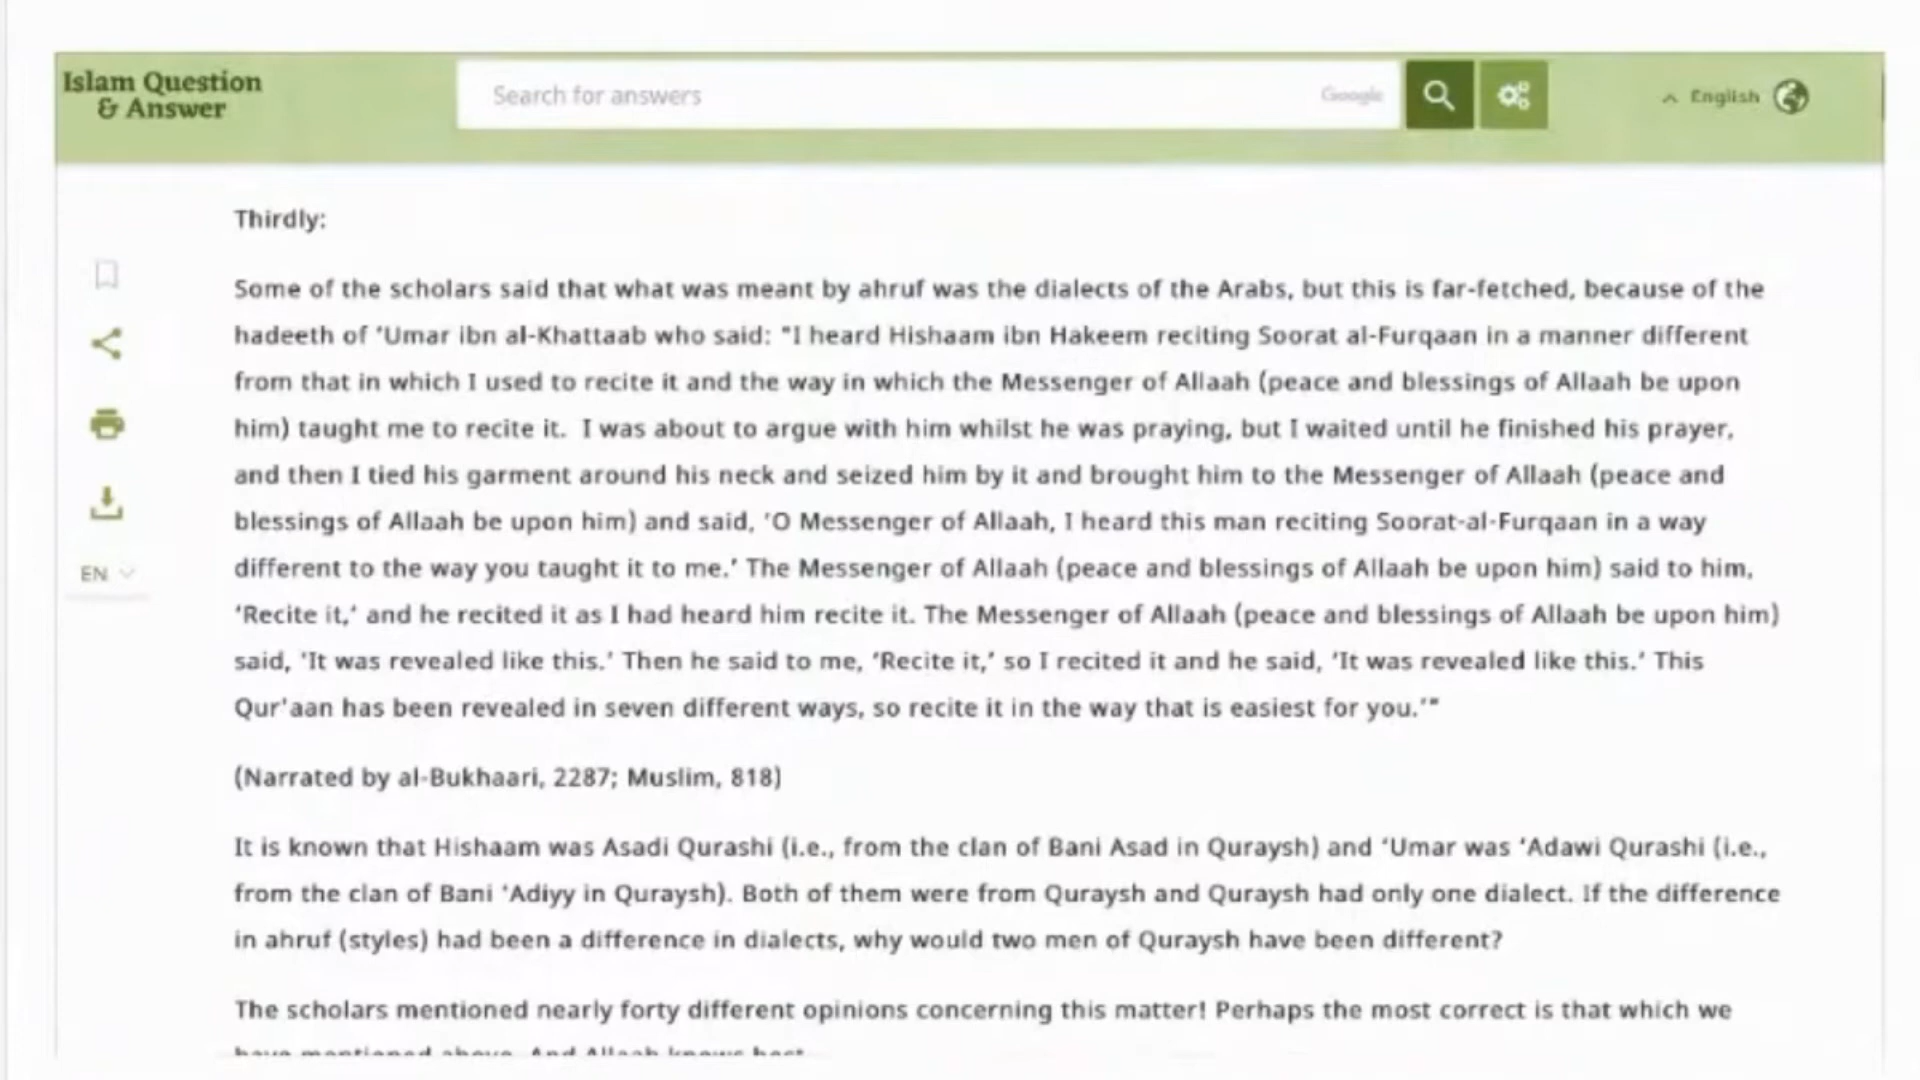 Islam Question
& Answer
Search for answers
Google
English
Thirdly:
Some of the scholars said that what was meant by ahruf was the dialects of the Arabs, but this is far-fetched, because of the
hadeeth of ‘Umar ibn al-Khattaab who said: "I heard Hishaam ibn Hakeem reciting Soorat al-Furqaan in a manner different
from that in which I used to recite it and the way in which the Messenger of Allaah (peace and blessings of Allaah be upon
him) taught me to recite it. I was about to argue with him whilst he was praying, but I waited until he finished his prayer,
and then I tied his garment around his neck and seized him by it and brought him to the Messenger of Allaah (peace and
blessings of Allaah be upon him) and said, ‘O Messenger of Allaah, I heard this man reciting Soorat-al-Furqaan in a way
different to the way you taught it to me.’ The Messenger of Allaah (peace and blessings of Allaah be upon him) said to him,
‘Recite it,’ and he recited it as I had heard him recite it. The Messenger of Allaah (peace and blessings of Allaah be upon him)
said, ‘It was revealed like this.’ Then he said to me, ‘Recite it,’ so I recited it and he said, ‘It was revealed like this.’ This
Qur’aan has been revealed in seven different ways, so recite it in the way that is easiest for you.’"
(Narrated by al-Bukhaari, 2287; Muslim, 818)
It is known that Hishaam was Asadi Qurashi (i.e., from the clan of Bani Asad in Quraysh) and ‘Umar was ‘Adawi Qurashi (i.e.,
from the clan of Bani ‘Adiyy in Quraysh). Both of them were from Quraysh and Quraysh had only one dialect. If the difference
in ahruf (styles) had been a difference in dialects, why would two men of Quraysh have been different?
The scholars mentioned nearly forty different opinions concerning this matter! Perhaps the most correct is that which we
have mentioned above. And Allaah knows best.
EN